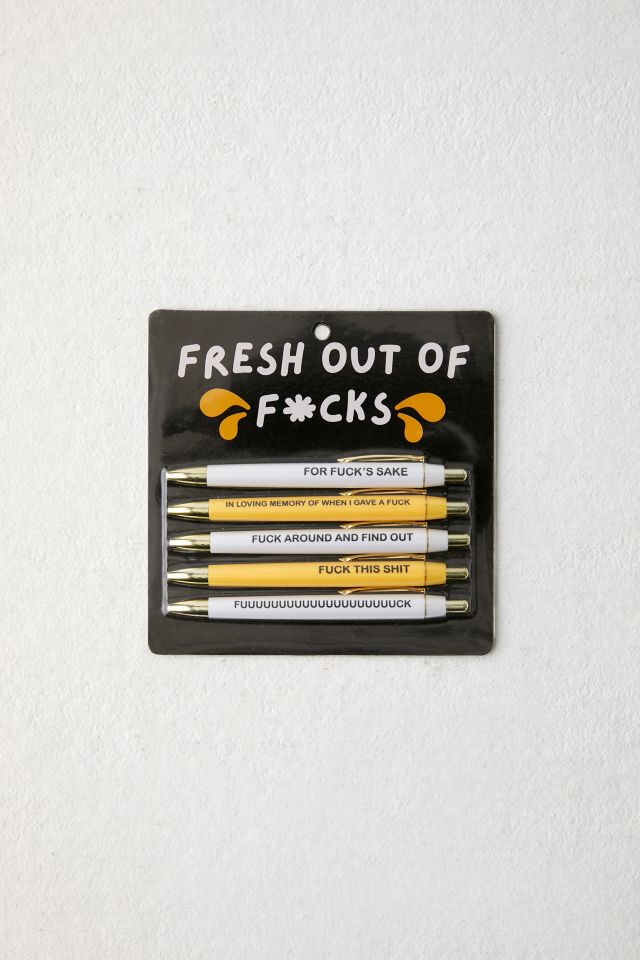 FRESH OUT OF
F*CKS
FOR FUCK'S SAKE
IN LOVING MEMORY OF WHEN I GAVE A FUCK
FUCK AROUND AND FIND OUT
FUCK THIS SHIT
FUUUUUUUUUUUUUUUUUUUUCK